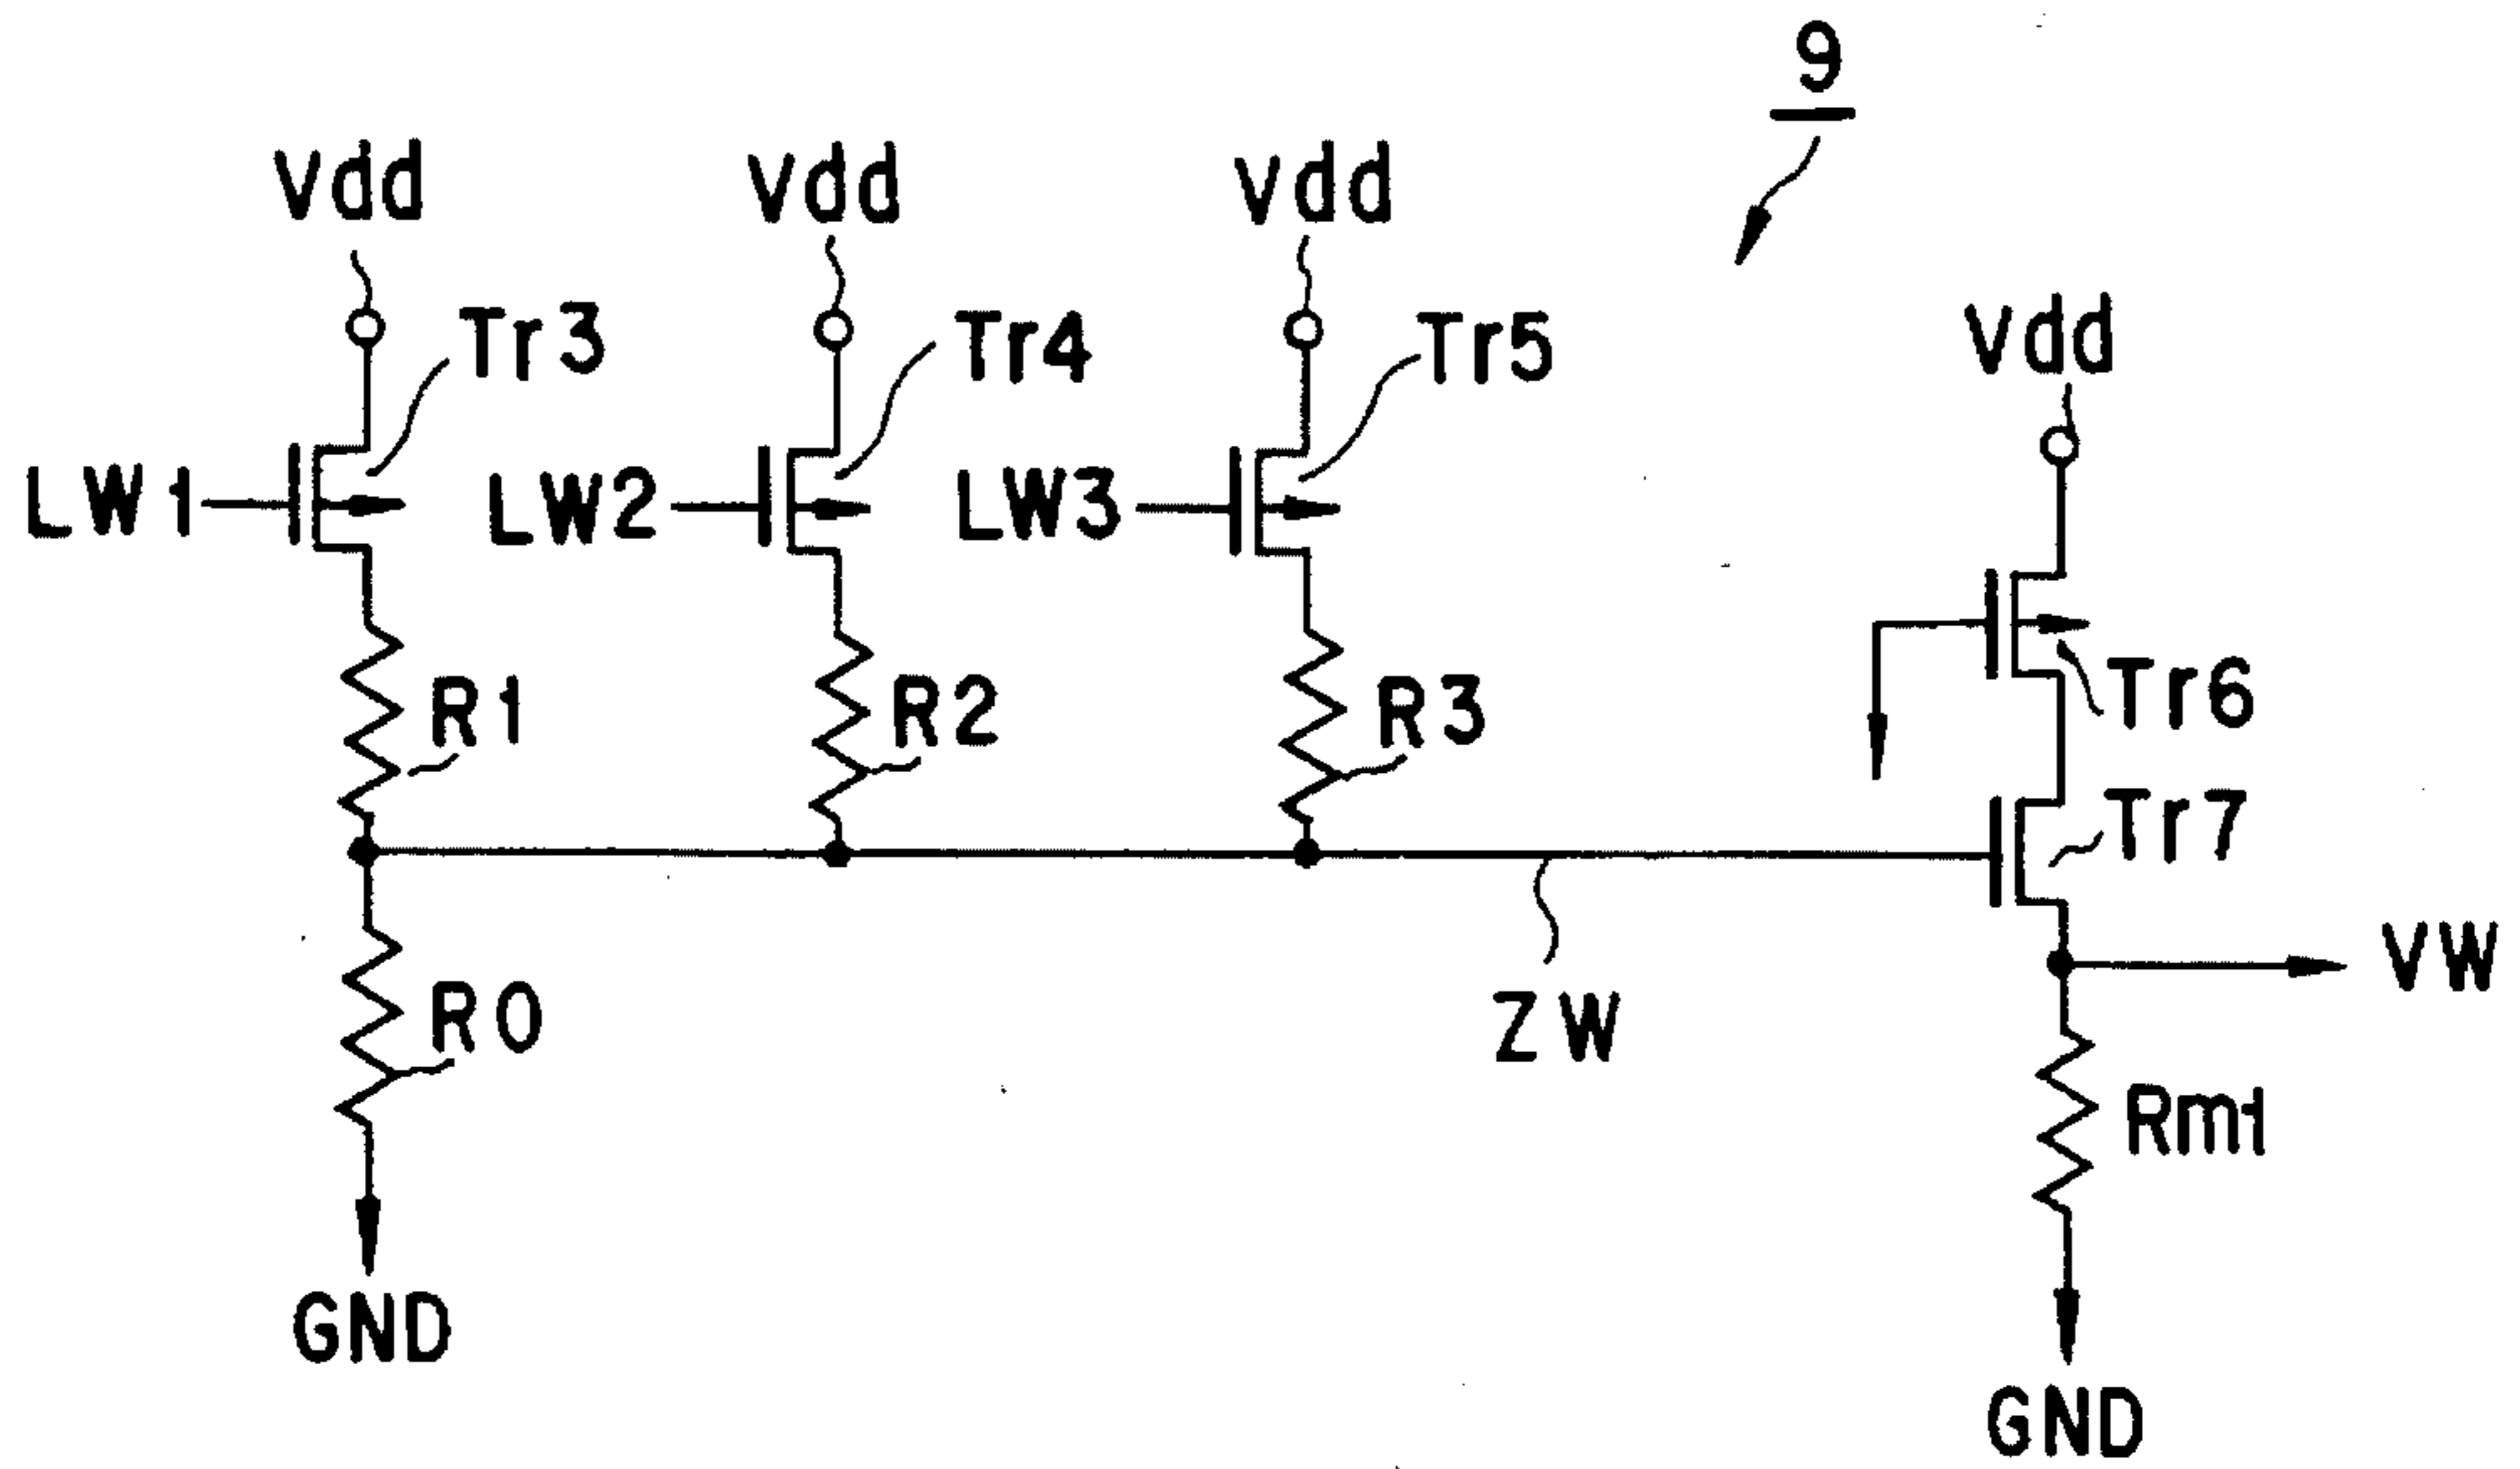 9
Vdd
Vdd
Vdd
Vdd
Tr3
Tr4
Tr5
LW1
LW2
LW3
R1
R2
R3
Tr6
Tr7
VW
R0
ZW
Rm1
GND
GND